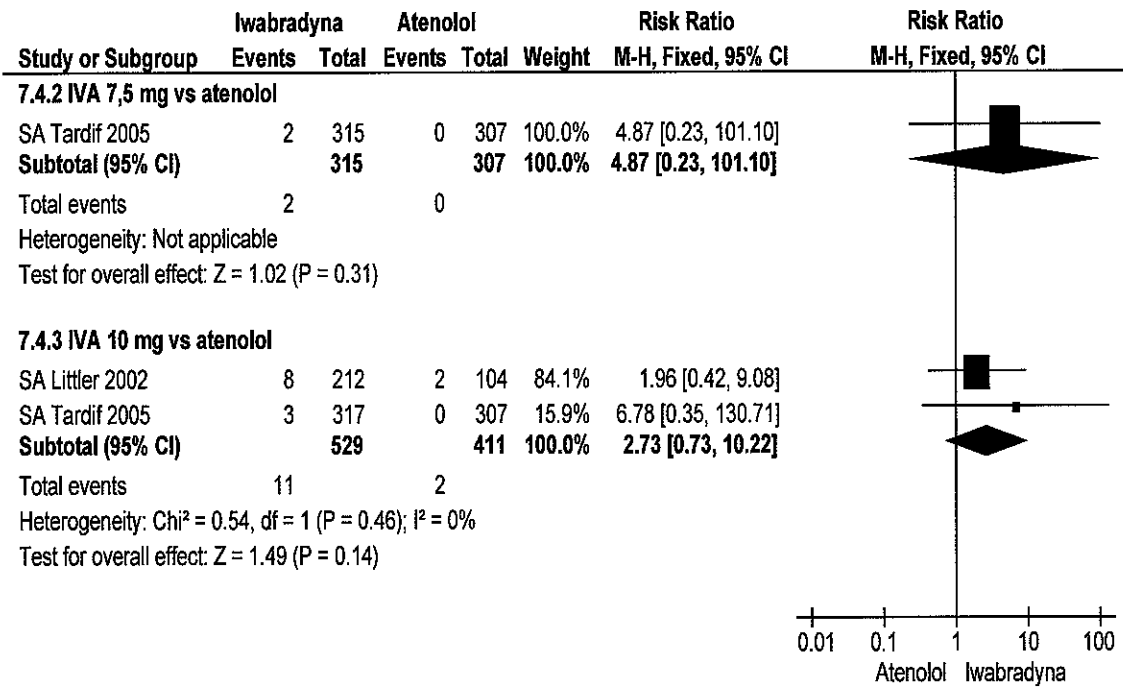 Iwabradyna Atenolol Risk Ratio Risk Ratio
Study or Subgroup Events Total Events Total Weight M-H, Fixed, 95% CI M-H, Fixed, 95% CI
7.4.2 IVA 7,5 mg vs atenolol
SA Tardif 2005 2 315 0 307 100.0% 4.87 [0.23, 101.10]
Subtotal (95% CI) 315 307 100.0% 4.87 [0.23, 101.10]
Total events 2 0
Heterogeneity: Not applicable
Test for overall effect: Z = 1.02 (P = 0.31)
7.4.3 IVA 10 mg vs atenolol
SA Littler 2002 8 212 2 104 84.1% 1.96 [0.42, 9.08]
SA Tardif 2005 3 317 0 307 15.9% 6.78 [0.35, 130.71]
Subtotal (95% CI) 529 411 100.0% 2.73 [0.73, 10.22]
Total events 11 2
Heterogeneity: Chi² = 0.54, df = 1 (P = 0.46); I² = 0%
Test for overall effect: Z = 1.49 (P = 0.14)
0.01 0.1 1 10 100
Atenolol Iwabradyna